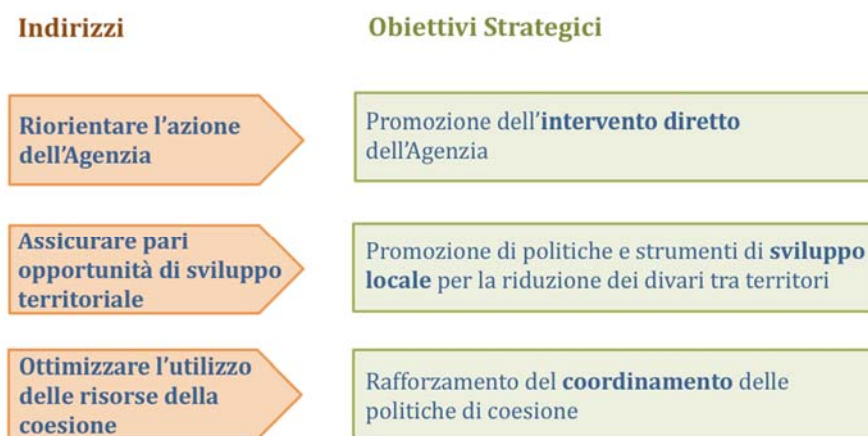 Indirizzi
Obiettivi Strategici
Riorientare l'azione
dell'Agenzia
Promozione dell'intervento diretto
dell'Agenzia
Assicurare pari
opportunità di sviluppo
territoriale
Promozione di politiche e strumenti di sviluppo
locale per la riduzione dei divari tra territori
Ottimizzare l'utilizzo
delle risorse della
coesione
Rafforzamento del coordinamento delle
politiche di coesione